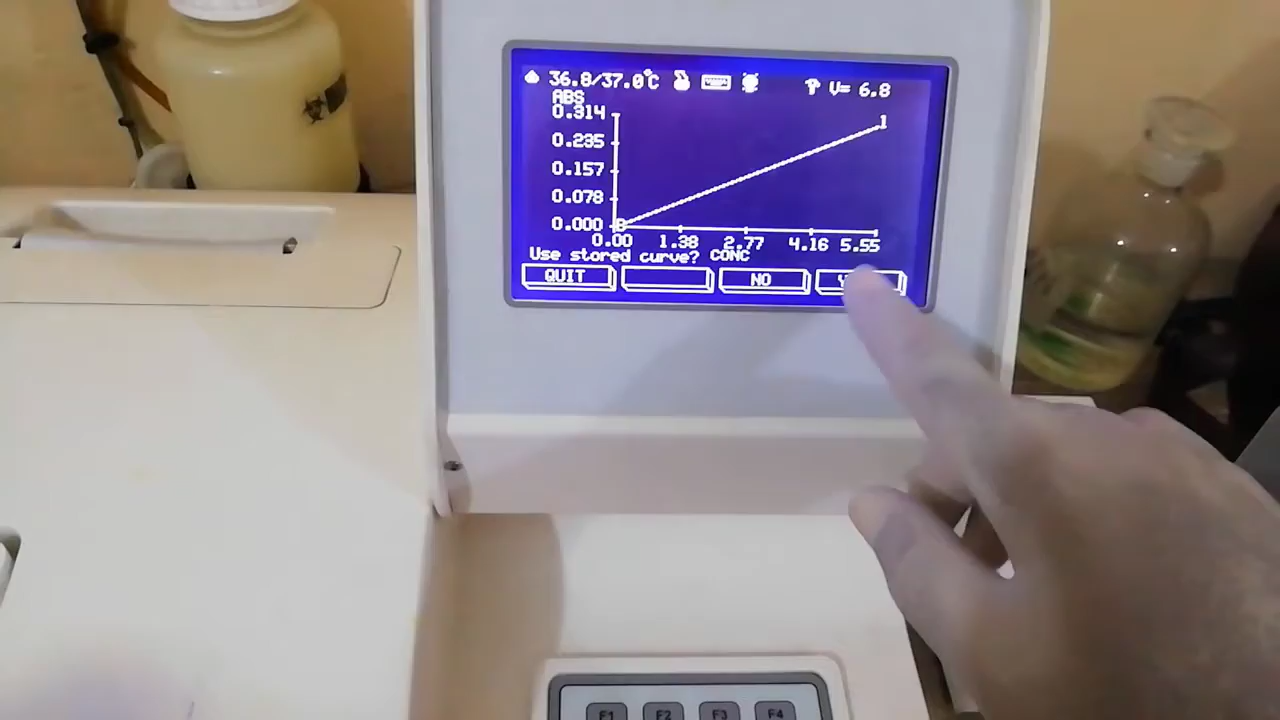 36.8/37.0°C V= 6.8
ABS
0.314
1
0.235
0.157
0.078
0.000 B
0.00 1.38 2.77 4.16 5.55
Use stored curve? CONC
QUIT NO
F1 F2 F3 F4